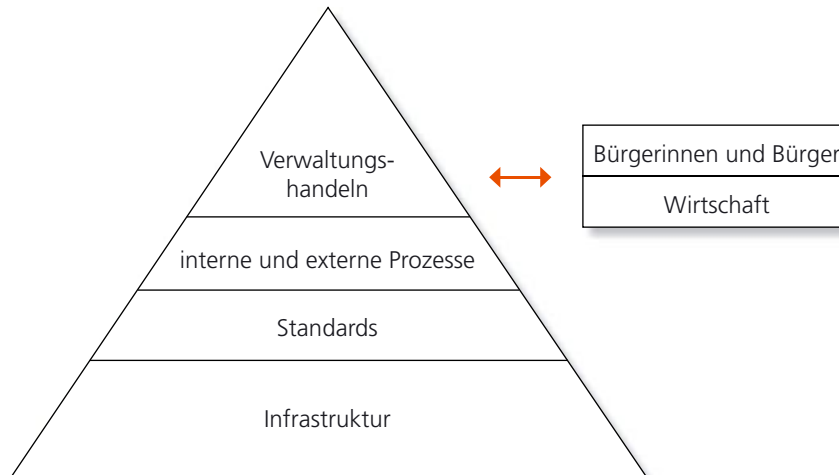 Verwaltungs-
handeln
Bürgerinnen und Bürger
Wirtschaft
interne und externe Prozesse
Standards
Infrastruktur